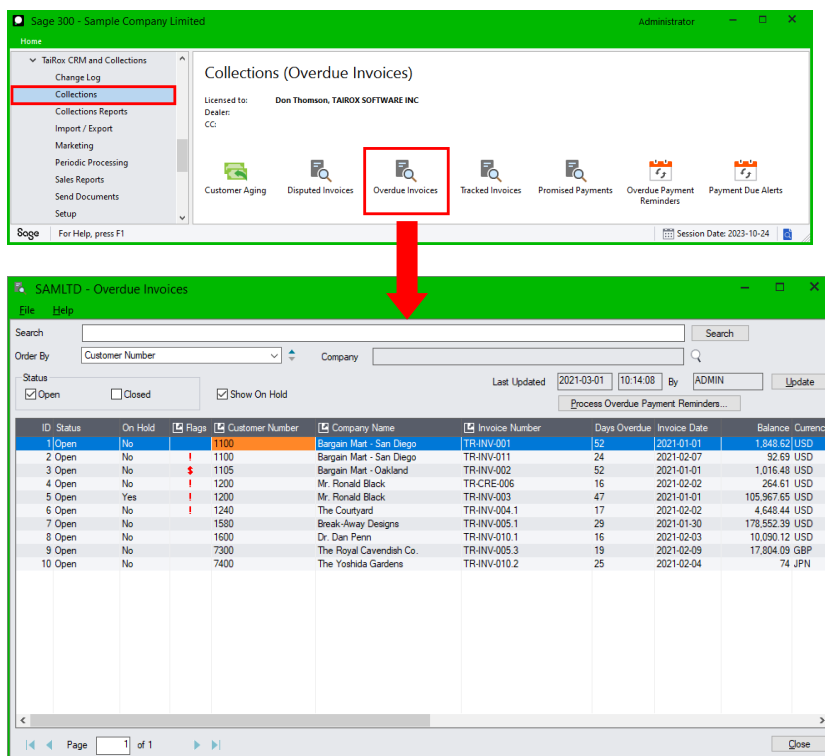 Sage 300 - Sample Company Limited Administrator
Home
TaiRox CRM and Collections
Change Log
Collections
Collections Reports
Import / Export
Marketing
Periodic Processing
Sales Reports
Send Documents
Setup
Collections (Overdue Invoices)
Licensed to: Don Thomson, TAIROX SOFTWARE INC
Dealer:
CC:
Customer Aging Disputed Invoices Overdue Invoices Tracked Invoices Promised Payments Overdue Payment Reminders Payment Due Alerts
Sage For Help, press F1 Session Date: 2023-10-24
SAMLTD - Overdue Invoices
File Help
Search Search
Order By Customer Number Company
Status Last Updated 2021-03-01 10:14:08 By ADMIN Update
Open Closed Show On Hold
Process Overdue Payment Reminders...
ID Status On Hold Flags Customer Number Company Name Invoice Number Days Overdue Invoice Date Balance Currenc
1 Open No 1100 Bargain Mart - San Diego TR-INV-001 52 2021-01-01 1,848.62 USD
2 Open No ! 1100 Bargain Mart - San Diego TR-INV-011 24 2021-02-07 92.69 USD
3 Open No $ 1105 Bargain Mart - Oakland TR-INV-002 52 2021-01-01 1,016.48 USD
4 Open No ! 1200 Mr. Ronald Black TR-CRE-006 16 2021-02-02 264.61 USD
5 Open Yes ! 1200 Mr. Ronald Black TR-INV-003 47 2021-01-01 105,967.65 USD
6 Open No ! 1240 The Courtyard TR-INV-004.1 17 2021-02-02 4,648.44 USD
7 Open No 1580 Break-Away Designs TR-INV-005.1 29 2021-01-30 178,552.39 USD
8 Open No 1600 Dr. Dan Penn TR-INV-010.1 16 2021-02-03 10,090.12 USD
9 Open No 7300 The Royal Cavendish Co. TR-INV-005.3 19 2021-02-09 17,804.09 GBP
10 Open No 7400 The Yoshida Gardens TR-INV-010.2 25 2021-02-04 74 JPN
Page 1 of 1 Close